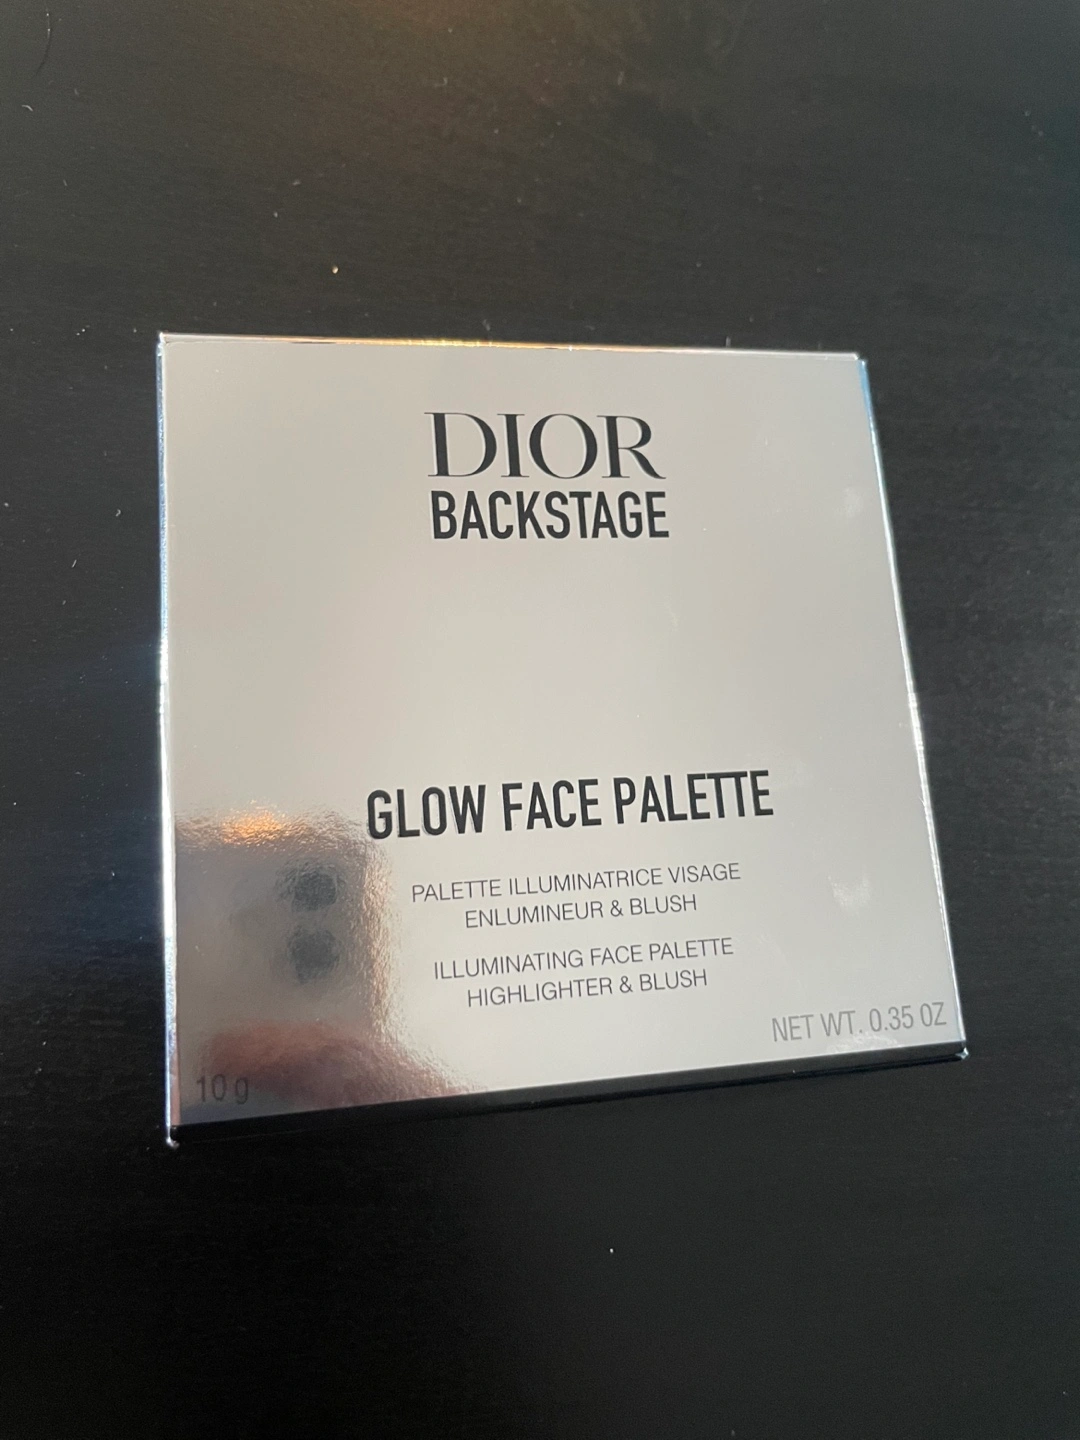 DIOR
BACKSTAGE
GLOW FACE PALETTE
PALETTE ILLUMINATRICE VISAGE
ENLUMINEUR & BLUSH
ILLUMINATING FACE PALETTE
HIGHLIGHTER & BLUSH
NET WT. 0.35 OZ
10 g